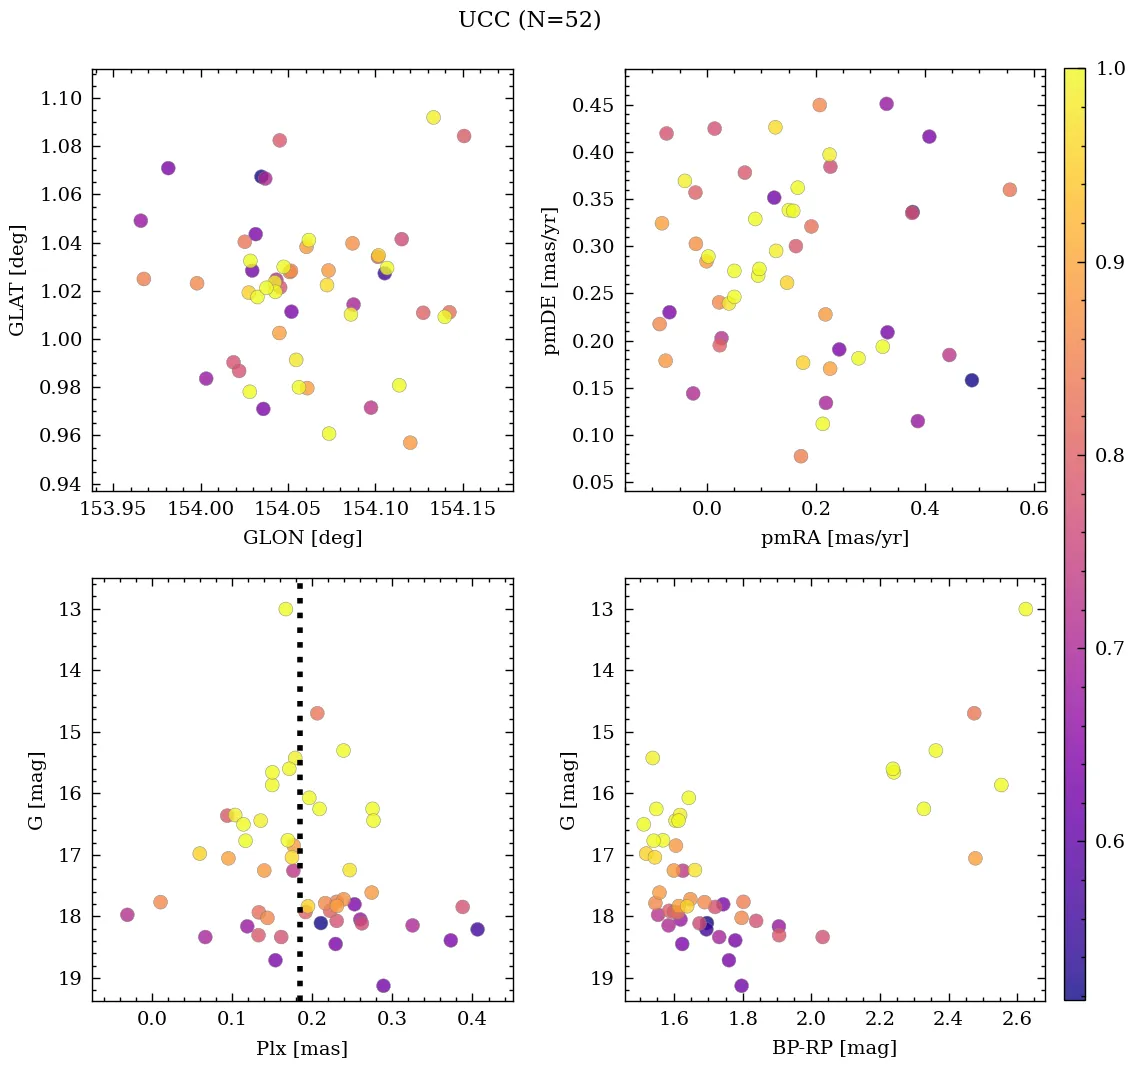 UCC (N=52)
1.10
1.08
1.06
1.04
1.02
1.00
0.98
0.96
0.94
GLAT [deg]
153.95 154.00 154.05 154.10 154.15
GLON [deg]
0.45
0.40
0.35
0.30
0.25
0.20
0.15
0.10
0.05
pmDE [mas/yr]
0.0 0.2 0.4 0.6
pmRA [mas/yr]
13
14
15
16
17
18
19
G [mag]
0.0 0.1 0.2 0.3 0.4
Plx [mas]
13
14
15
16
17
18
19
G [mag]
1.6 1.8 2.0 2.2 2.4 2.6
BP-RP [mag]
1.0
0.9
0.8
0.7
0.6